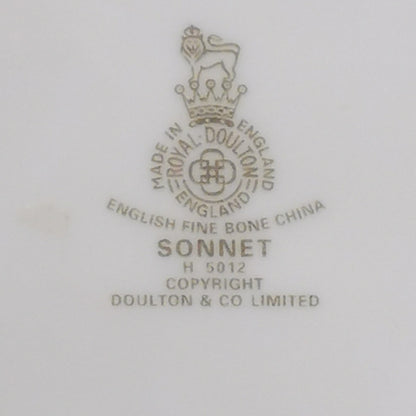 MADE IN ENGLAND
ROYAL·DOULTON
ENGLAND
ENGLISH FINE BONE CHINA
SONNET
H 5012
COPYRIGHT
DOULTON & CO LIMITED